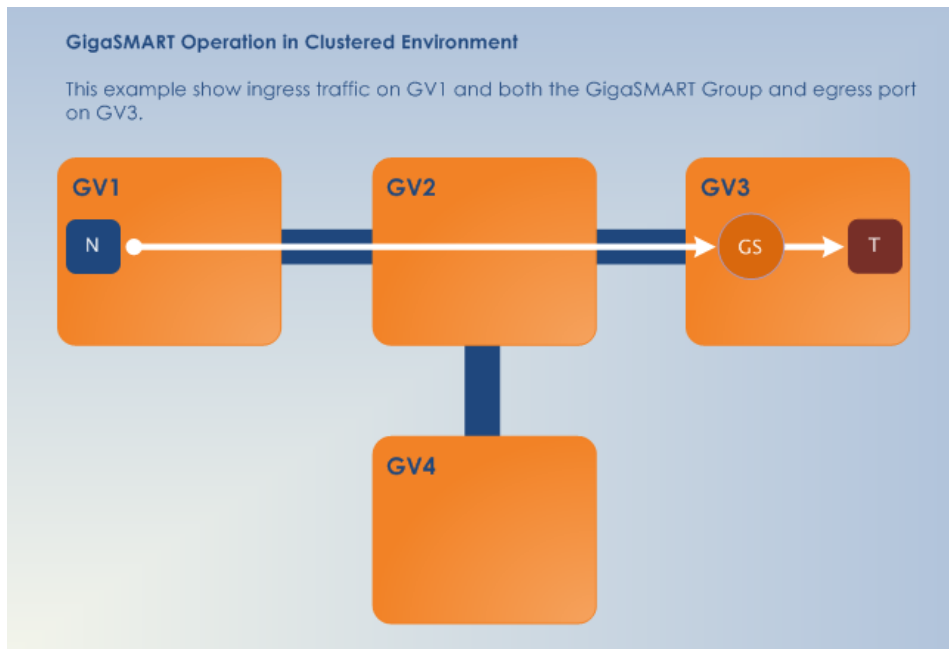 GigaSMART Operation in Clustered Environment
This example show ingress traffic on GV1 and both the GigaSMART Group and egress port
on GV3.
GV1
GV2
GV3
N
GS
T
GV4